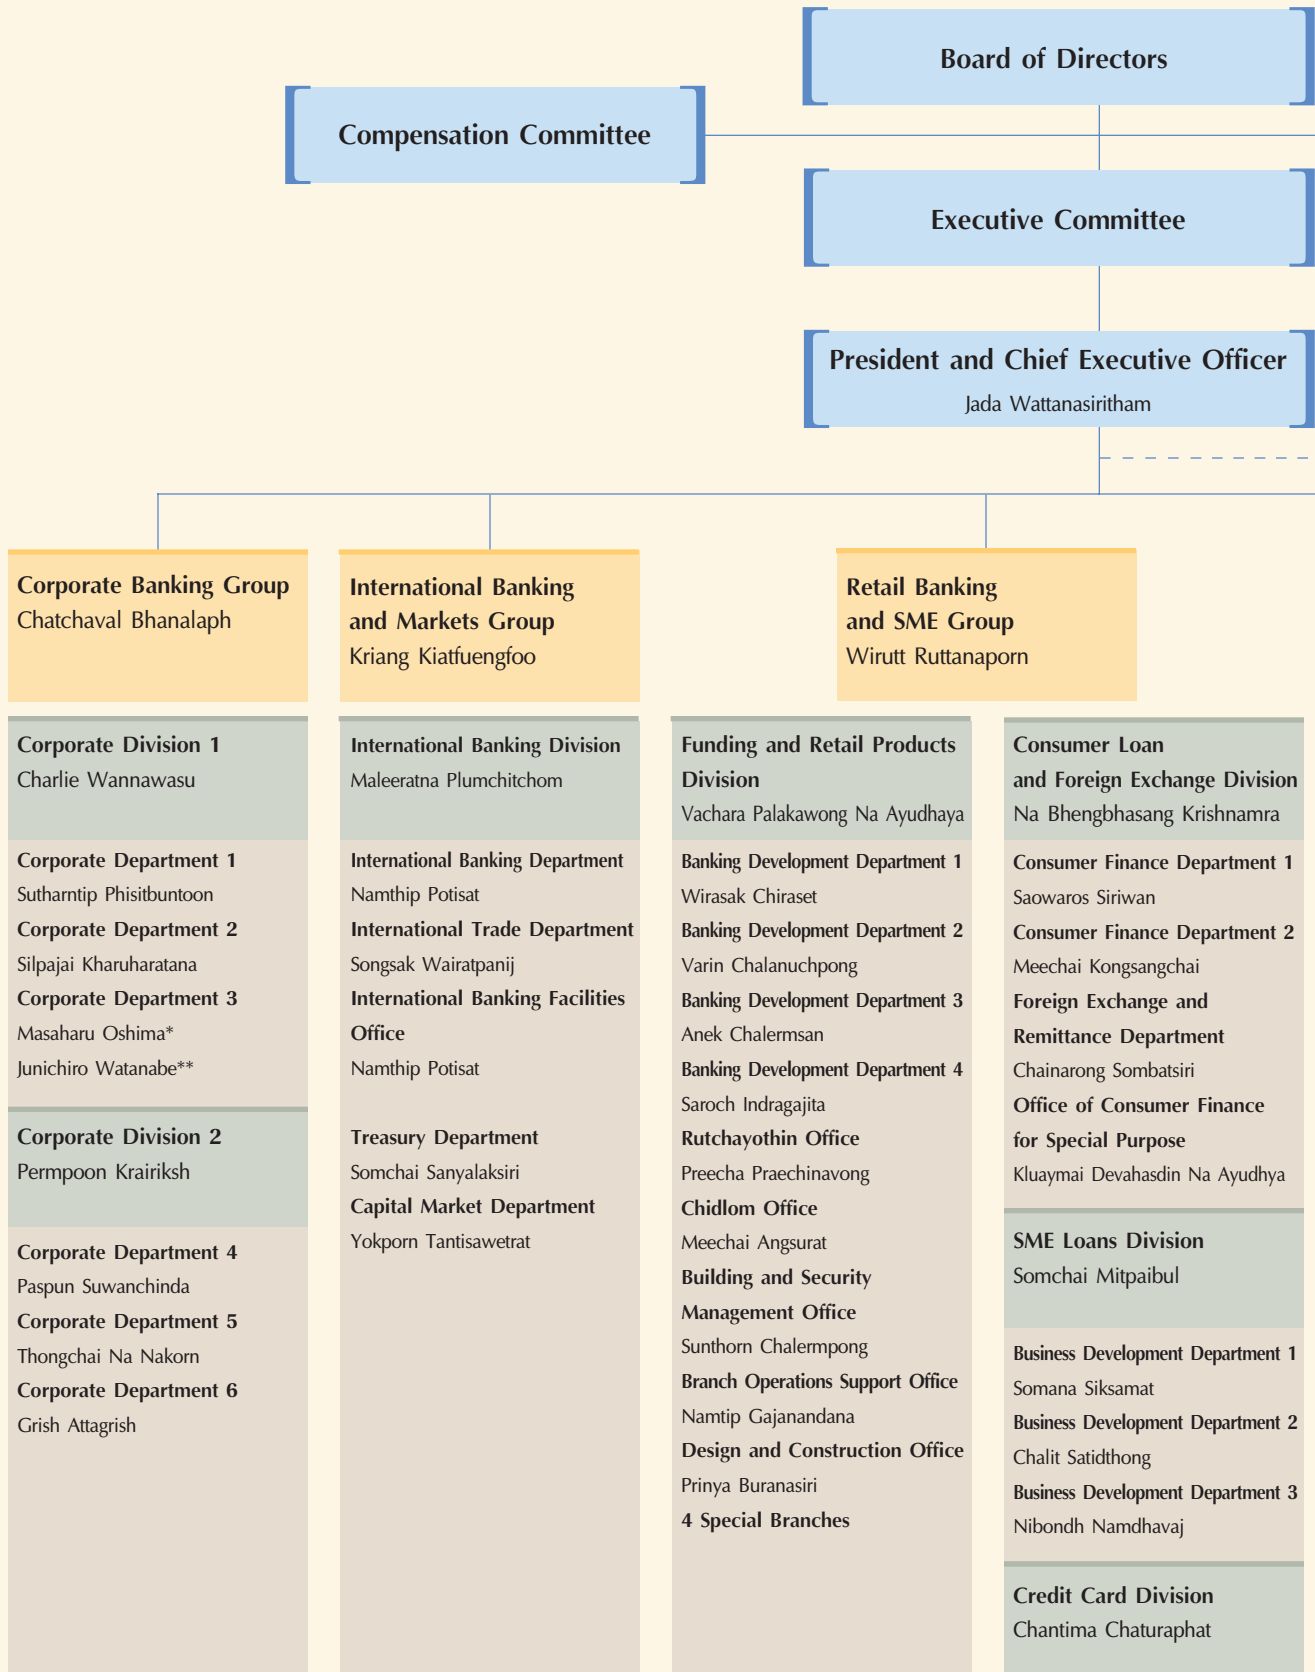 Board of Directors
Compensation Committee
Executive Committee
President and Chief Executive Officer
Jada Wattanasiritham
Corporate Banking Group
Chatchaval Bhanalaph
International Banking
and Markets Group
Kriang Kiatfuengfoo
Retail Banking
and SME Group
Wirutt Ruttanaporn
Corporate Division 1
Charlie Wannawasu
Corporate Department 1
Sutharntip Phisitbuntoon
Corporate Department 2
Silpajai Kharuharatana
Corporate Department 3
Masaharu Oshima*
Junichiro Watanabe**
Corporate Division 2
Permpoon Krairiksh
Corporate Department 4
Paspun Suwanchinda
Corporate Department 5
Thongchai Na Nakorn
Corporate Department 6
Grish Attagrish
International Banking Division
Maleeratna Plumchitchom
International Banking Department
Namthip Potisat
International Trade Department
Songsak Wairatpanij
International Banking Facilities
Office
Namthip Potisat
Treasury Department
Somchai Sanyalaksiri
Capital Market Department
Yokporn Tantisawetrat
Funding and Retail Products
Division
Vachara Palakawong Na Ayudhaya
Banking Development Department 1
Wirasak Chiraset
Banking Development Department 2
Varin Chalanuchpong
Banking Development Department 3
Anek Chalermsan
Banking Development Department 4
Saroch Indragajita
Rutchayothin Office
Preecha Praechinavong
Chidlom Office
Meechai Angsurat
Building and Security
Management Office
Sunthorn Chalermpong
Branch Operations Support Office
Namtip Gajanandana
Design and Construction Office
Prinya Buranasiri
4 Special Branches
Consumer Loan
and Foreign Exchange Division
Na Bhengbhasang Krishnamra
Consumer Finance Department 1
Saowaros Siriwan
Consumer Finance Department 2
Meechai Kongsangchai
Foreign Exchange and
Remittance Department
Chainarong Sombatsiri
Office of Consumer Finance
for Special Purpose
Kluaymai Devahasdin Na Ayudhya
SME Loans Division
Somchai Mitpaibul
Business Development Department 1
Somana Siksamat
Business Development Department 2
Chalit Satidthong
Business Development Department 3
Nibondh Namdhavaj
Credit Card Division
Chantima Chaturaphat